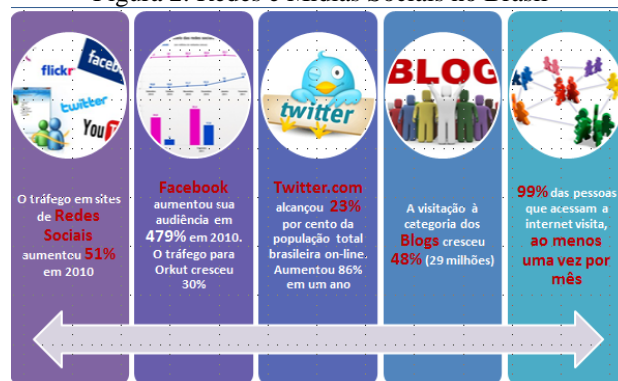 Figura 2: Redes e Mídias Sociais no Brasil
flickr
faceb
twitter
You
O tráfego em sites
de Redes
Sociais
aumentou 51%
em 2010
Facebook
aumentou sua
audiência em
479% em 2010.
O tráfego para
Orkut cresceu
30%
twitter
Twitter.com
alcançou 23%
por cento da
população total
brasileira on-line.
Aumentou 86%
em um ano
BLOG
A visitação à
categoria dos
Blogs cresceu
48% (29 milhões)
99% das pessoas
que acessam a
internet visita,
ao menos
uma vez por
mês